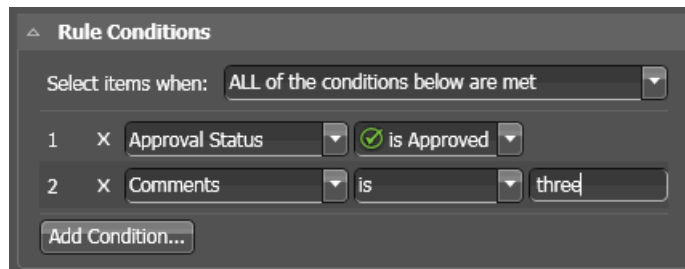 Rule Conditions
Select items when: ALL of the conditions below are met
1 X Approval Status is Approved
2 X Comments is three
Add Condition...